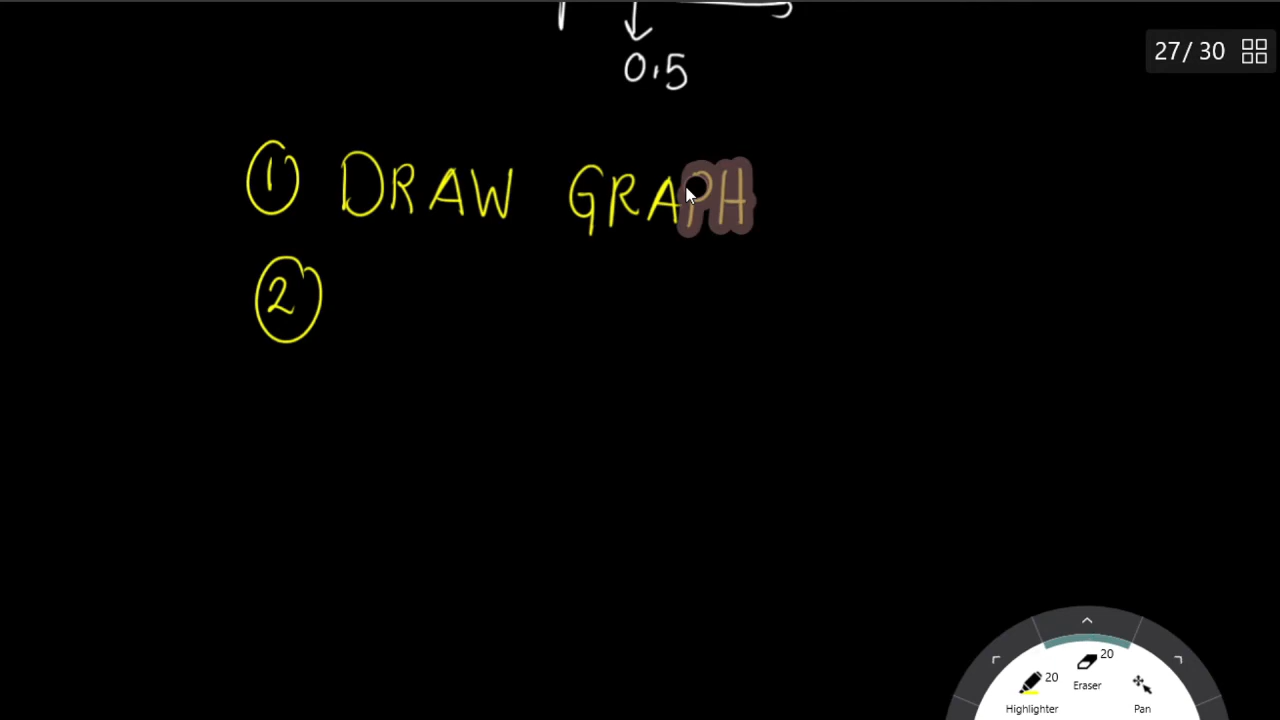 27/ 30
0.5
① DRAW GRAPH
②
20
20
Eraser
Highlighter
Pan